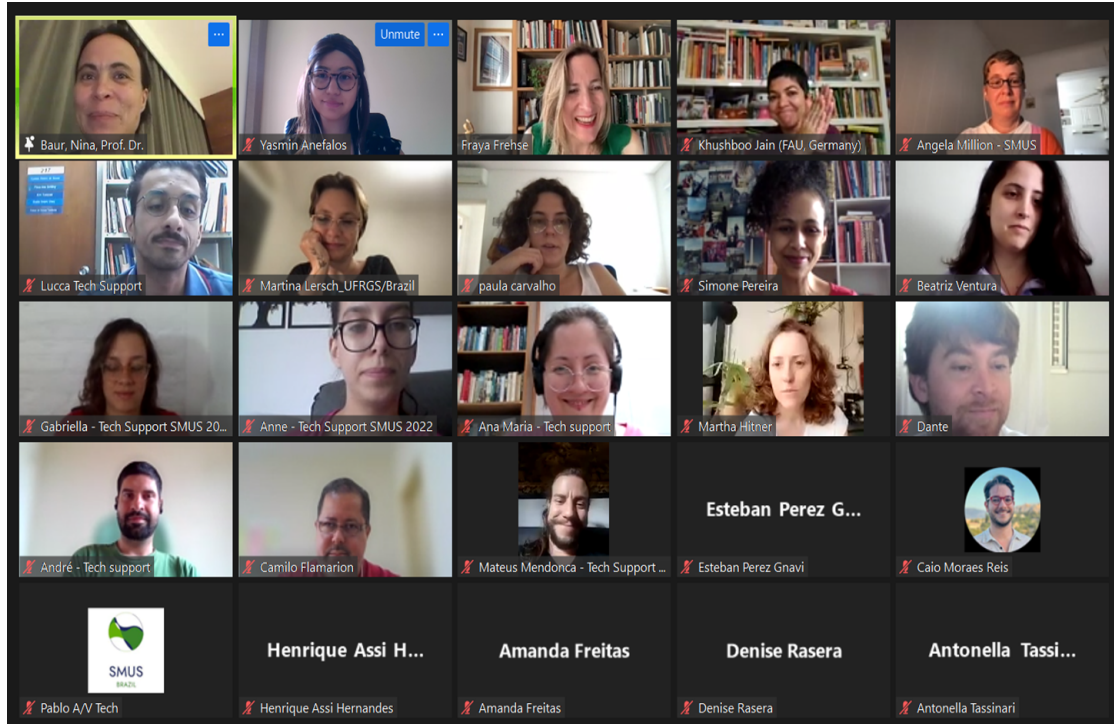 Unmute
Baur, Nina, Prof. Dr.
Yasmin Anefalos
Fraya Frehse
Khushboo Jain (FAU, Germany)
Angela Million - SMUS
Lucca Tech Support
Martina Lersch_UFRGS/Brazil
paula carvalho
Simone Pereira
Beatriz Ventura
Gabriella - Tech Support SMUS 20...
Anne - Tech Support SMUS 2022
Ana Maria - Tech support
Martha Hitner
Dante
André - Tech support
Camilo Flamarion
Mateus Mendonca - Tech Support ...
Esteban Perez G...
Esteban Perez Gnavi
Caio Moraes Reis
SMUS
BRAZIL
Pablo A/V Tech
Henrique Assi H...
Henrique Assi Hernandes
Amanda Freitas
Amanda Freitas
Denise Rasera
Denise Rasera
Antonella Tassi...
Antonella Tassinari